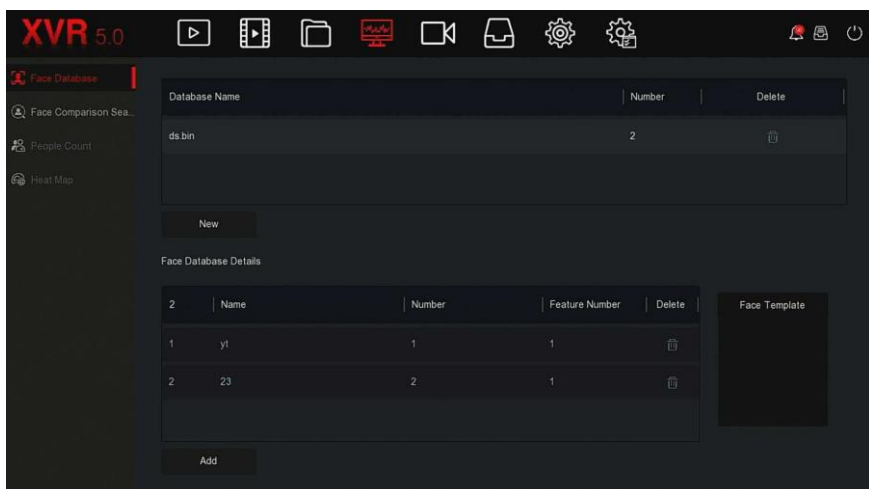 XVR 5.0
Face Database
Face Comparison Sea..
People Count
Heat Map
Database Name Number Delete
ds.bin 2
New
Face Database Details
2 Name Number Feature Number Delete
1 yt 1 1
2 23 2 1
Face Template
Add